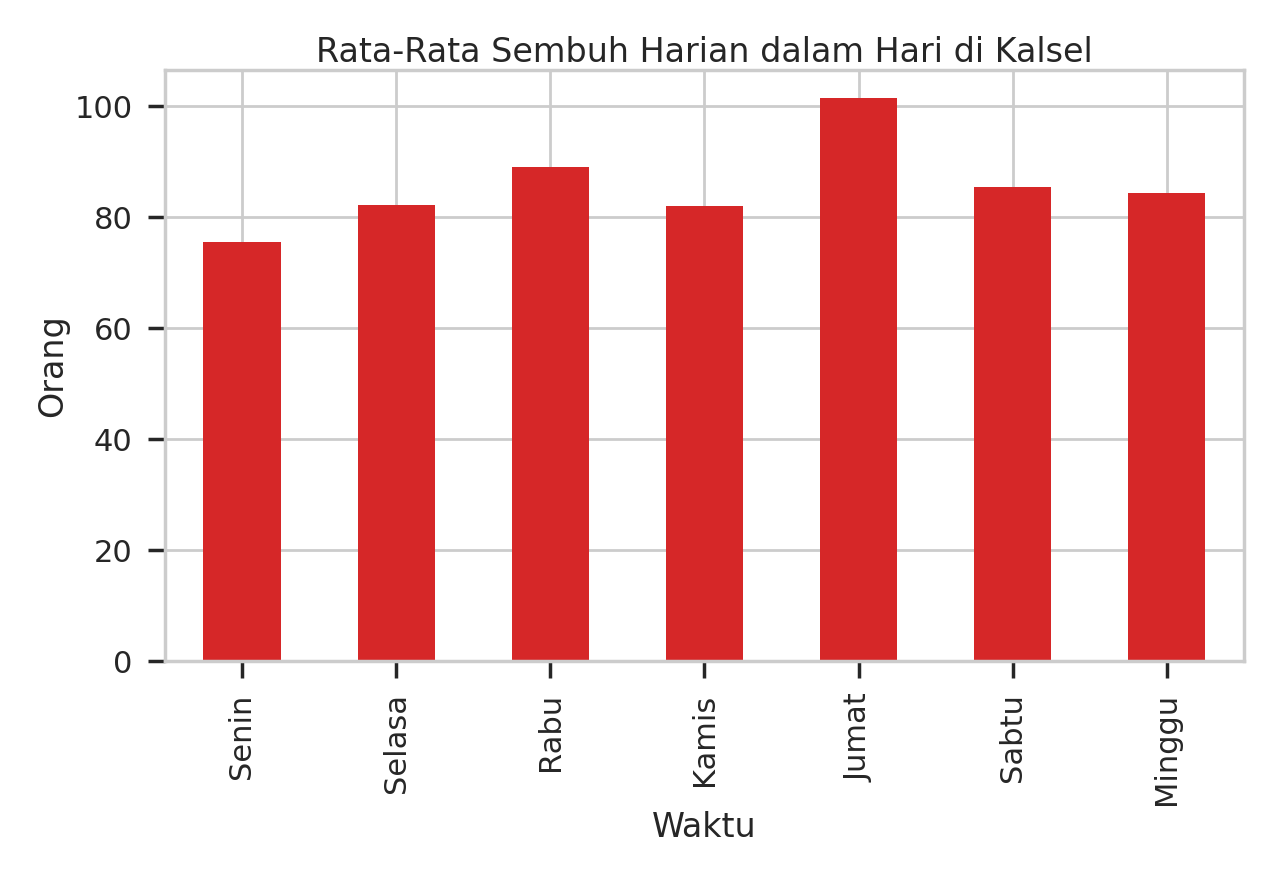 Rata-Rata Sembuh Harian dalam Hari di Kalsel
100
80
60
40
20
0
Orang
Senin
Selasa
Rabu
Kamis
Jumat
Sabtu
Minggu
Waktu